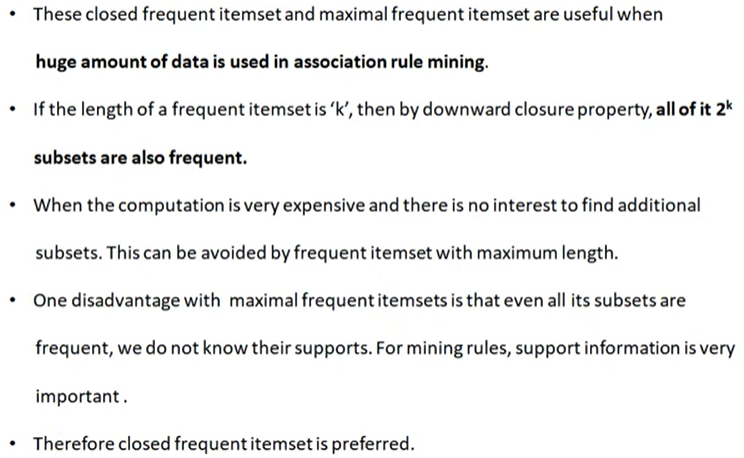 • These closed frequent itemset and maximal frequent itemset are useful when
huge amount of data is used in association rule mining.
• If the length of a frequent itemset is ‘k’, then by downward closure property, all of it 2ᵏ
subsets are also frequent.
• When the computation is very expensive and there is no interest to find additional
subsets. This can be avoided by frequent itemset with maximum length.
• One disadvantage with maximal frequent itemsets is that even all its subsets are
frequent, we do not know their supports. For mining rules, support information is very
important .
• Therefore closed frequent itemset is preferred.